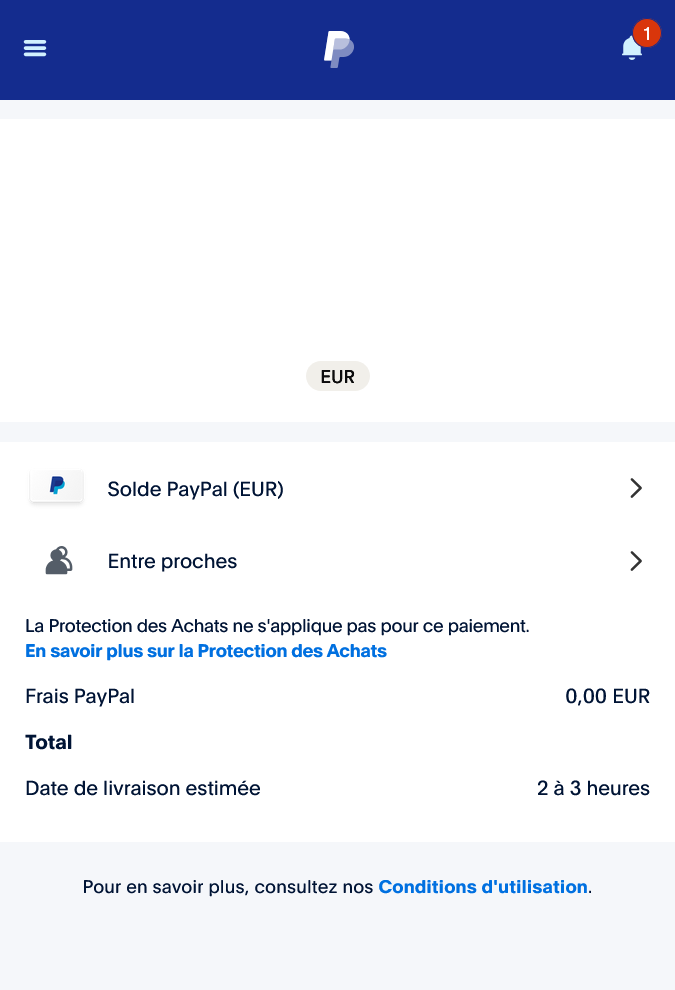 1
EUR
Solde PayPal (EUR)
Entre proches
La Protection des Achats ne s'applique pas pour ce paiement.
En savoir plus sur la Protection des Achats
Frais PayPal 0,00 EUR
Total
Date de livraison estimée 2 à 3 heures
Pour en savoir plus, consultez nos Conditions d'utilisation.